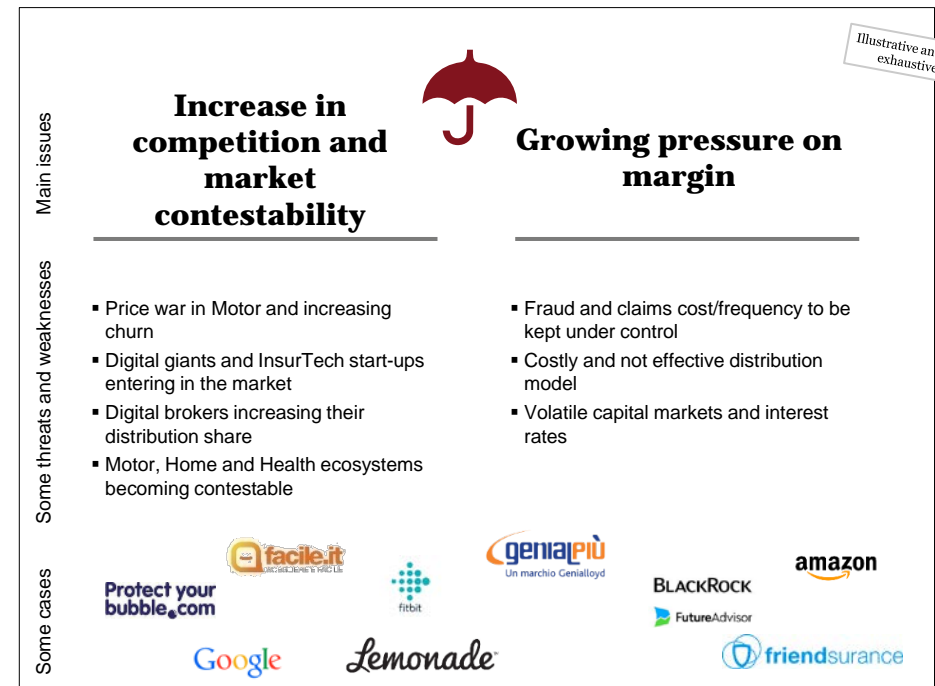 Illustrative an
exhaustive
Main issues
Increase in
competition and
market
contestability
Growing pressure on
margin
Some threats and weaknesses
▪ Price war in Motor and increasing
churn
▪ Digital giants and InsurTech start-ups
entering in the market
▪ Digital brokers increasing their
distribution share
▪ Motor, Home and Health ecosystems
becoming contestable
▪ Fraud and claims cost/frequency to be
kept under control
▪ Costly and not effective distribution
model
▪ Volatile capital markets and interest
rates
Some cases
facile.it
Protect your
bubble.com
fitbit
genialpiù
Un marchio Genialloyd
BLACKROCK
FutureAdvisor
amazon
Google
Lemonade
friendsurance